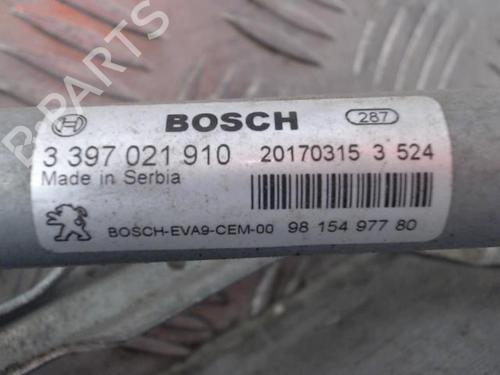 BOSCH 287
3 397 021 910 20170315 3 524
Made in Serbia
BOSCH-EVA9-CEM-00 98 154 977 80
B-PARTS